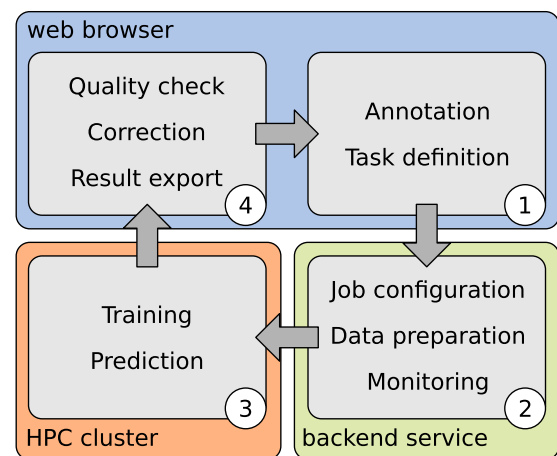 web browser
Quality check
Correction
Result export
4
Annotation
Task definition
1
Training
Prediction
3
HPC cluster
Job configuration
Data preparation
Monitoring
2
backend service